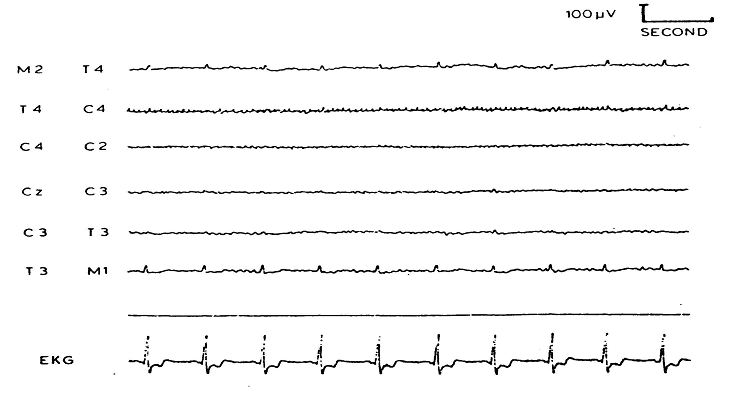 100 µV
SECOND
M2 T4
T4 C4
C4 C2
Cz C3
C3 T3
T3 M1
EKG